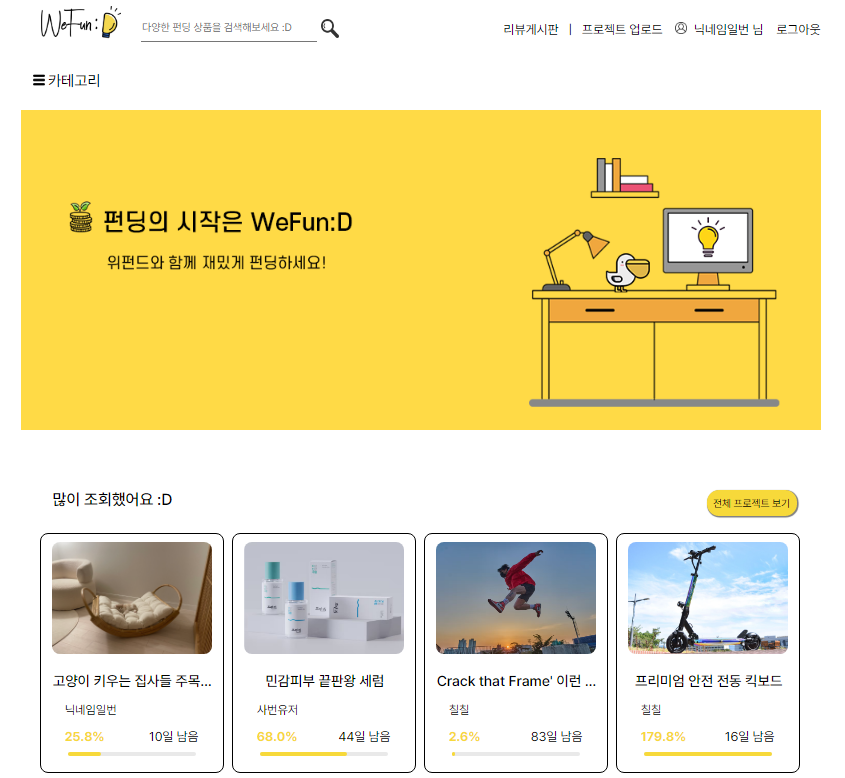 WeFun:D
다양한 펀딩 상품을 검색해보세요 :D
리뷰게시판 | 프로젝트 업로드 닉네임일번 님 로그아웃
카테고리
펀딩의 시작은 WeFun:D
위펀드와 함께 재밌게 펀딩하세요!
많이 조회했어요 :D
전체 프로젝트 보기
고양이 키우는 집사들 주목...
닉네임일번
25.8% 10일 남음
민감피부 끝판왕 세럼
사번유저
68.0% 44일 남음
Crack that Frame' 이런 ...
칠칠
2.6% 83일 남음
프리미엄 안전 전동 킥보드
칠칠
179.8% 16일 남음